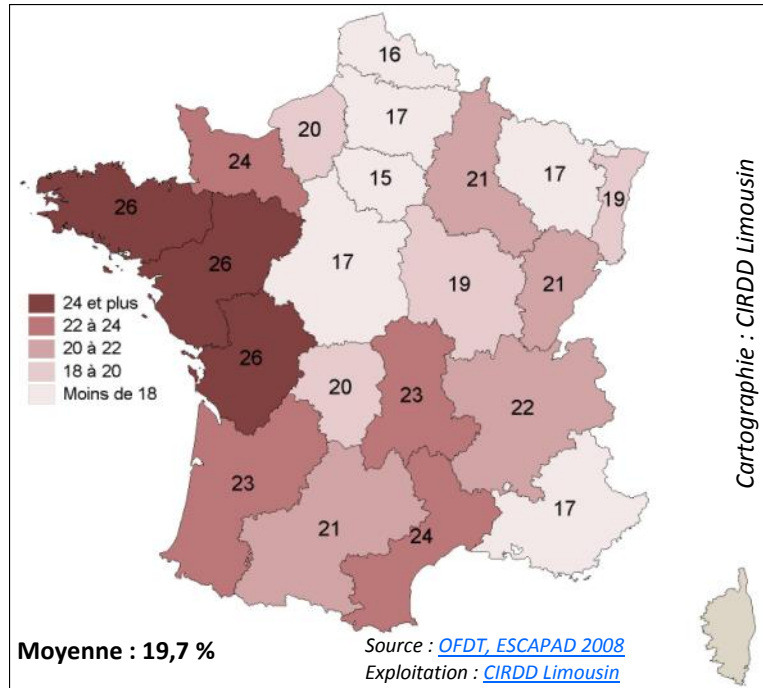 16
20
17
24
15
21
17
19
26
26
17
19
21
24 et plus
22 à 24
20 à 22
18 à 20
Moins de 18
26
20
23
22
23
21
24
17
Cartographie : CIRDD Limousin
Moyenne : 19,7 %
Source : OFDT, ESCAPAD 2008
Exploitation : CIRDD Limousin